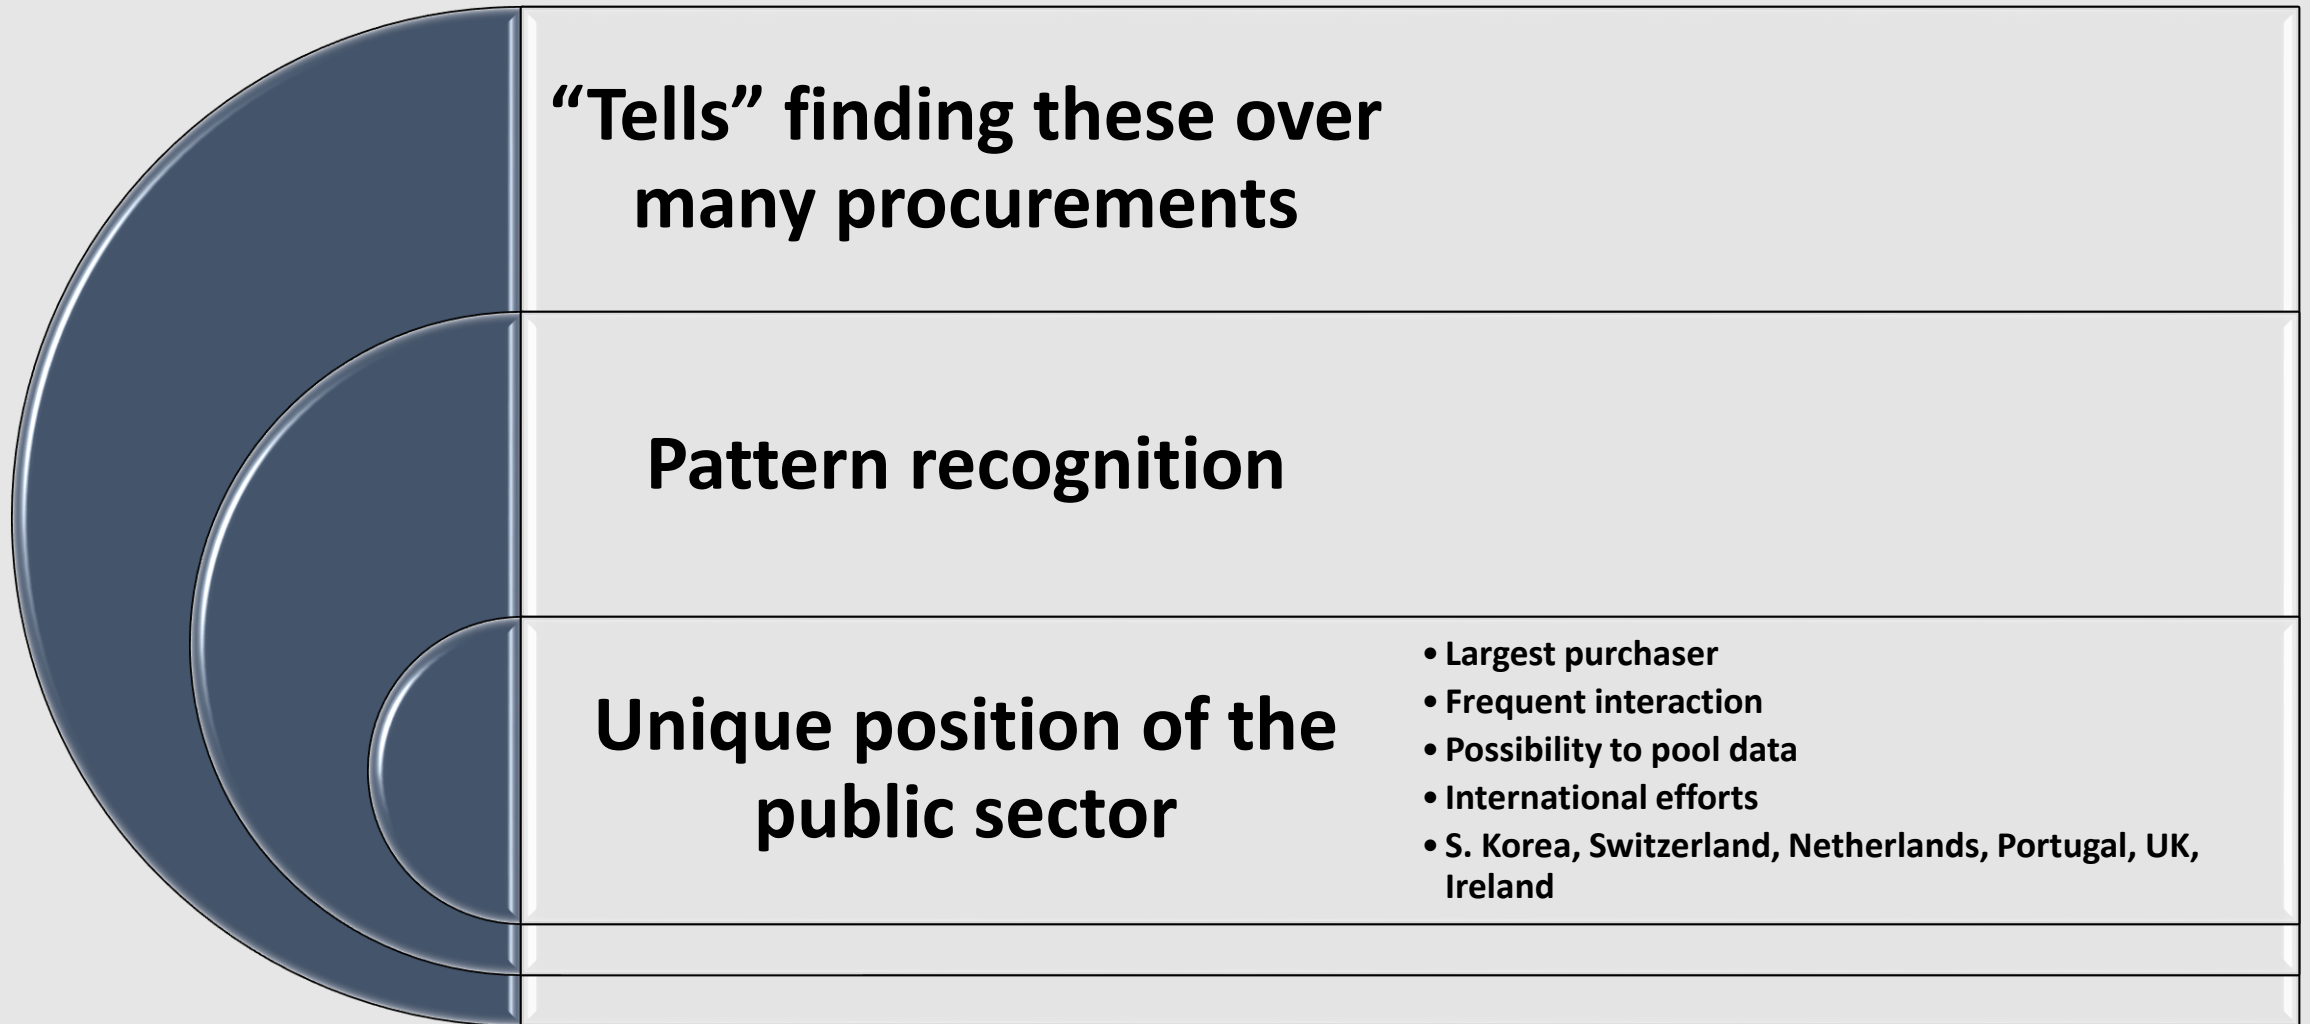 “Tells” finding these over
many procurements
Pattern recognition
Unique position of the
public sector
• Largest purchaser
• Frequent interaction
• Possibility to pool data
• International efforts
• S. Korea, Switzerland, Netherlands, Portugal, UK,
Ireland